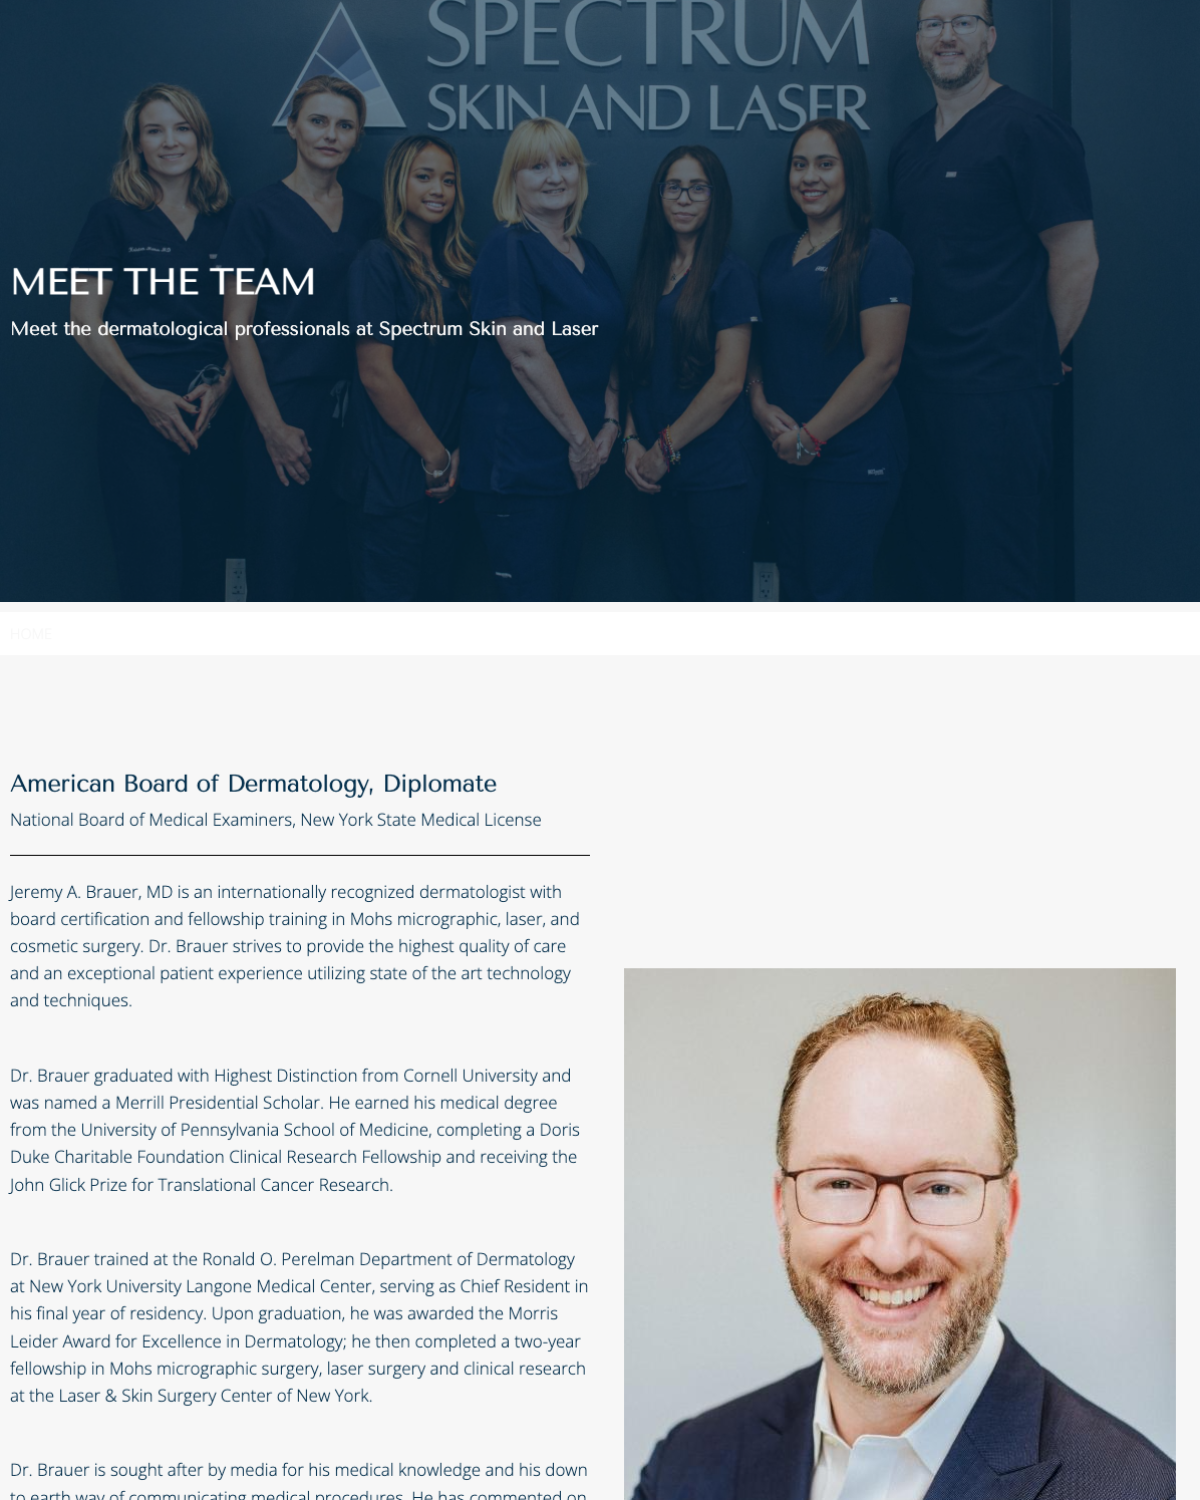 SPECTRUM
SKIN AND LASER
MEET THE TEAM
Meet the dermatological professionals at Spectrum Skin and Laser
HOME
American Board of Dermatology, Diplomate
National Board of Medical Examiners, New York State Medical License
Jeremy A. Brauer, MD is an internationally recognized dermatologist with
board certification and fellowship training in Mohs micrographic, laser, and
cosmetic surgery. Dr. Brauer strives to provide the highest quality of care
and an exceptional patient experience utilizing state of the art technology
and techniques.
Dr. Brauer graduated with Highest Distinction from Cornell University and
was named a Merrill Presidential Scholar. He earned his medical degree
from the University of Pennsylvania School of Medicine, completing a Doris
Duke Charitable Foundation Clinical Research Fellowship and receiving the
John Glick Prize for Translational Cancer Research.
Dr. Brauer trained at the Ronald O. Perelman Department of Dermatology
at New York University Langone Medical Center, serving as Chief Resident in
his final year of residency. Upon graduation, he was awarded the Morris
Leider Award for Excellence in Dermatology; he then completed a two-year
fellowship in Mohs micrographic surgery, laser surgery and clinical research
at the Laser & Skin Surgery Center of New York.
Dr. Brauer is sought after by media for his medical knowledge and his down
to earth way of communicating medical procedures. He has commented on